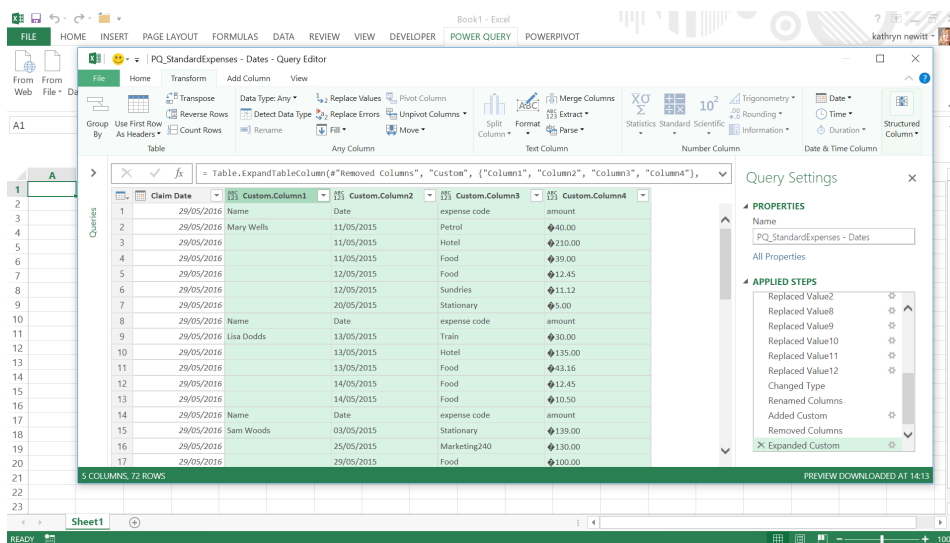 Book1 - Excel
FILE HOME INSERT PAGE LAYOUT FORMULAS DATA REVIEW VIEW DEVELOPER POWER QUERY POWERPIVOT kathryn newitt
From Web From File Da
A1
PQ_StandardExpenses - Dates - Query Editor
File Home Transform Add Column View
Group By
Use First Row As Headers
Transpose
Reverse Rows
Count Rows
Table
Data Type: Any
Detect Data Type
Rename
Replace Values
Replace Errors
Fill
Pivot Column
Unpivot Columns
Move
Any Column
Split Column
Format
Merge Columns
Extract
Parse
Text Column
Statistics
Standard
Scientific
Trigonometry
Rounding
Information
Number Column
Date
Time
Duration
Date & Time Column
Structured Column
= Table.ExpandTableColumn(#"Removed Columns", "Custom", {"Column1", "Column2", "Column3", "Column4"},
Queries
Claim Date ABC 123 Custom.Column1 ABC 123 Custom.Column2 ABC 123 Custom.Column3 ABC 123 Custom.Column4
1 29/05/2016 Name Date expense code amount
2 29/05/2016 Mary Wells 11/05/2015 Petrol �40.00
3 29/05/2016 11/05/2015 Hotel �210.00
4 29/05/2016 11/05/2015 Food �39.00
5 29/05/2016 12/05/2015 Food �12.45
6 29/05/2016 12/05/2015 Sundries �11.12
7 29/05/2016 20/05/2015 Stationary �5.00
8 29/05/2016 Name Date expense code amount
9 29/05/2016 Lisa Dodds 13/05/2015 Train �30.00
10 29/05/2016 13/05/2015 Hotel �135.00
11 29/05/2016 13/05/2015 Food �43.16
12 29/05/2016 14/05/2015 Food �12.45
13 29/05/2016 14/05/2015 Food �10.50
14 29/05/2016 Name Date expense code amount
15 29/05/2016 Sam Woods 03/05/2015 Stationary �139.00
16 29/05/2016 25/05/2015 Marketing240 �130.00
17 29/05/2016 29/05/2015 Food �100.00
5 COLUMNS, 72 ROWS
PREVIEW DOWNLOADED AT 14:13
Query Settings
PROPERTIES
Name
PQ_StandardExpenses - Dates
All Properties
APPLIED STEPS
Replaced Value2
Replaced Value8
Replaced Value9
Replaced Value10
Replaced Value11
Replaced Value12
Changed Type
Renamed Columns
Added Custom
Removed Columns
Expanded Custom
A
1
2
3
4
5
6
7
8
9
10
11
12
13
14
15
16
17
18
19
20
21
22
23
Sheet1
READY
100